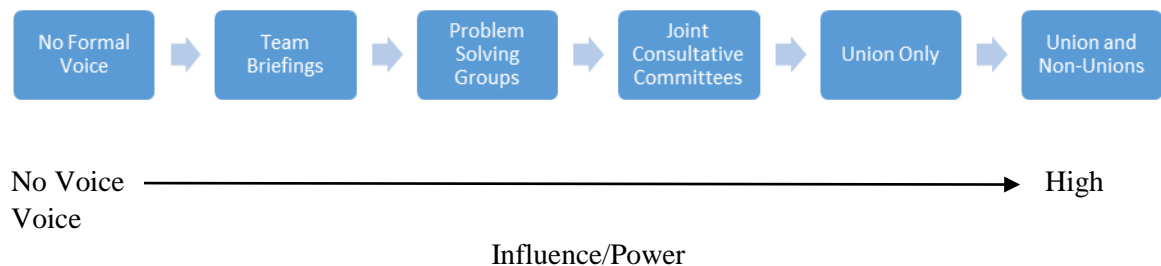 No Formal
Voice
Team
Briefings
Problem
Solving
Groups
Joint
Consultative
Committees
Union Only
Union and
Non-Unions
No Voice High
Voice
Influence/Power